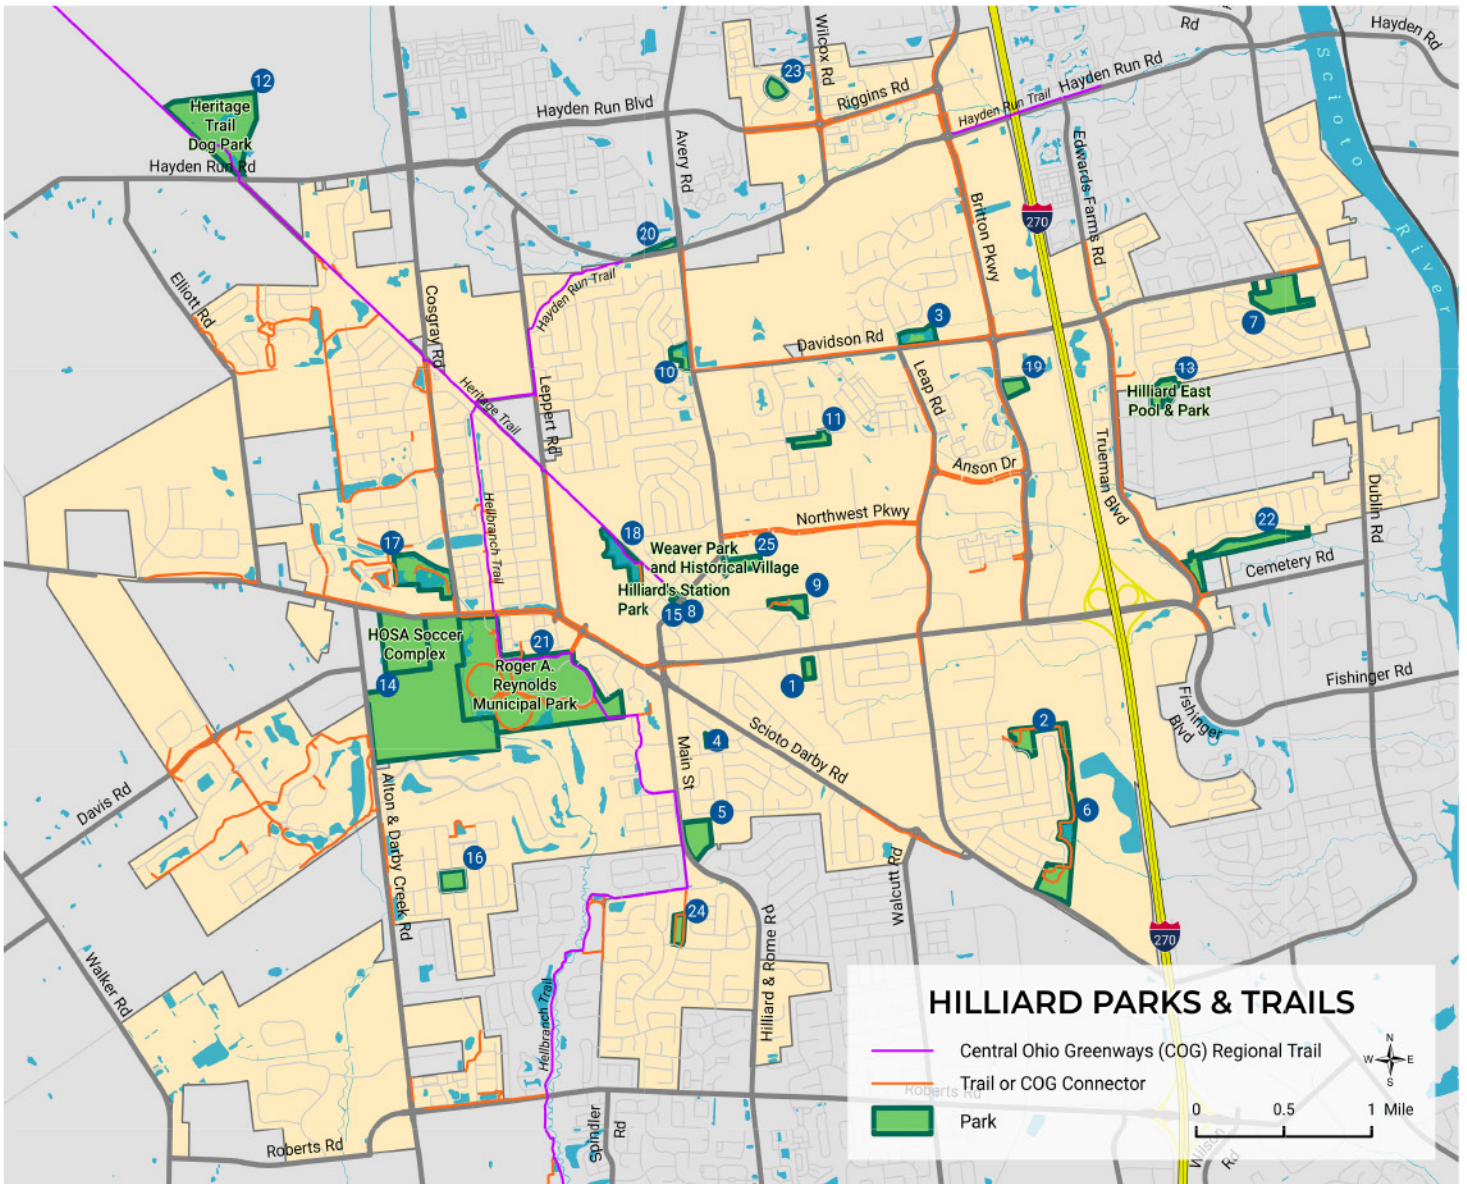 Wilcox Rd
Rd
Hayden Rd
Scioto River
12
23
Hayden Run Rd
Riggins Rd
Heritage
Trail
Dog Park
Hayden Run Blvd
Hayden Run Trail
Hayden Run Rd
Avery Rd
Edwards Farms Rd
Britton Pkwy
270
20
Elliott Rd
Cosgray Rd
Hayden Run Trail
3
7
Davidson Rd
10
19
13
Hilliard East
Pool & Park
Heritage Trail
Leppert Rd
Leap Rd
11
Anson Dr
Trueman Blvd
Dublin Rd
Hellbranch Trail
Northwest Pkwy
22
18
17
Weaver Park
and Historical Village
25
Cemetery Rd
Hilliard's Station
Park
9
15
8
HOSA Soccer
Complex
21
Roger A.
Reynolds
Municipal Park
14
1
Fishinger Rd
Fishinger
Blvd
2
4
Main St
Scioto Darby Rd
Davis Rd
Alton & Darby Creek Rd
5
6
16
Walcutt Rd
24
270
Walker Rd
Hilliard & Rome Rd
Hellbranch Trail
HILLIARD PARKS & TRAILS
Central Ohio Greenways (COG) Regional Trail
Trail or COG Connector
Park
N
W E
S
0 0.5 1 Mile
Roberts Rd
Roberts Rd
Spindler
Rd
Wilson
Rd